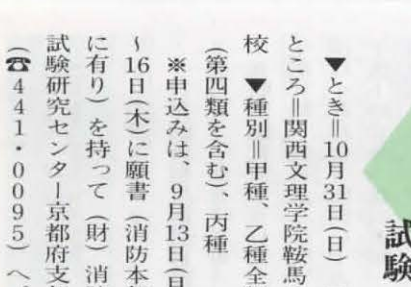 試験
▼とき＝10月31日(日)
ところ＝関西文理学院鞍馬
校　▼種別＝甲種、乙種全
(第四類を含む)、丙種
※申込みは、9月13日(月
〜16日(木)に願書(消防本
に有り)を持って(財)消
試験研究センター京都府支
(☎441・0095)へ